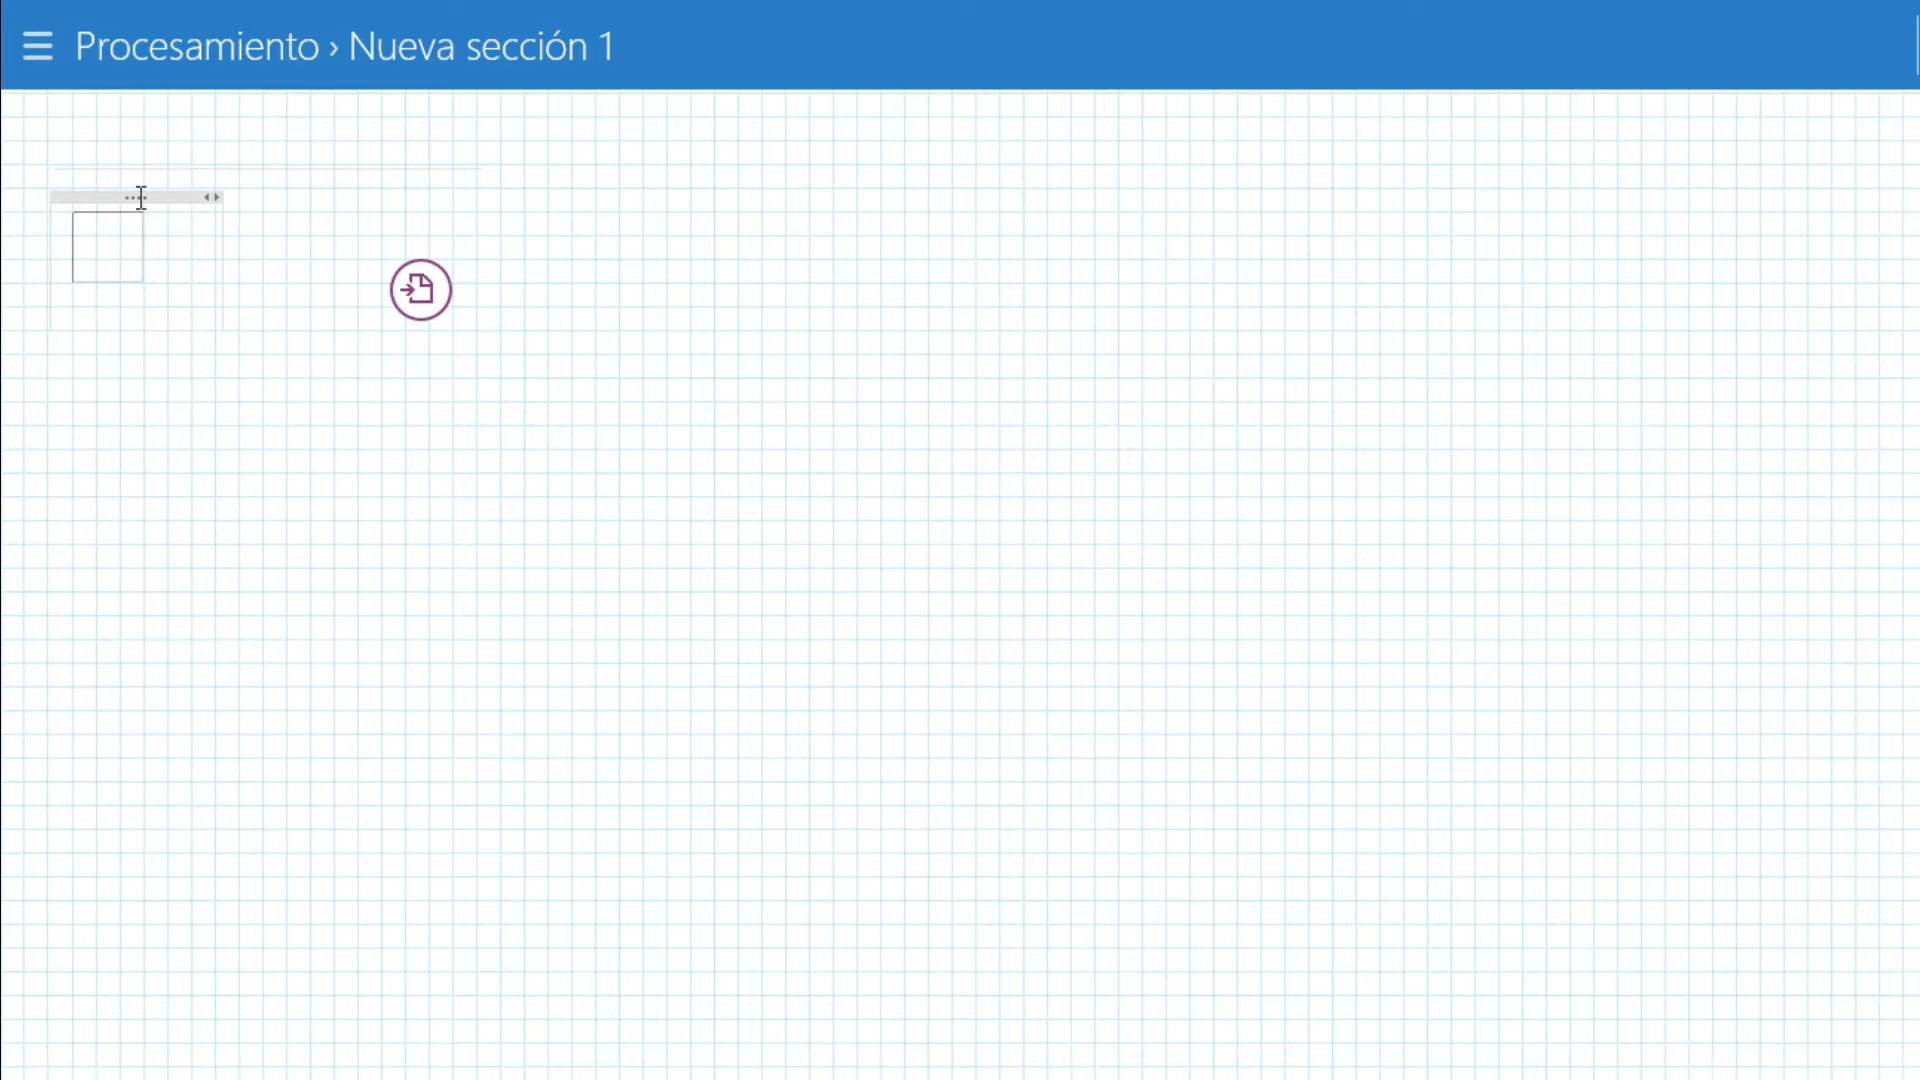 Procesamiento › Nueva sección 1